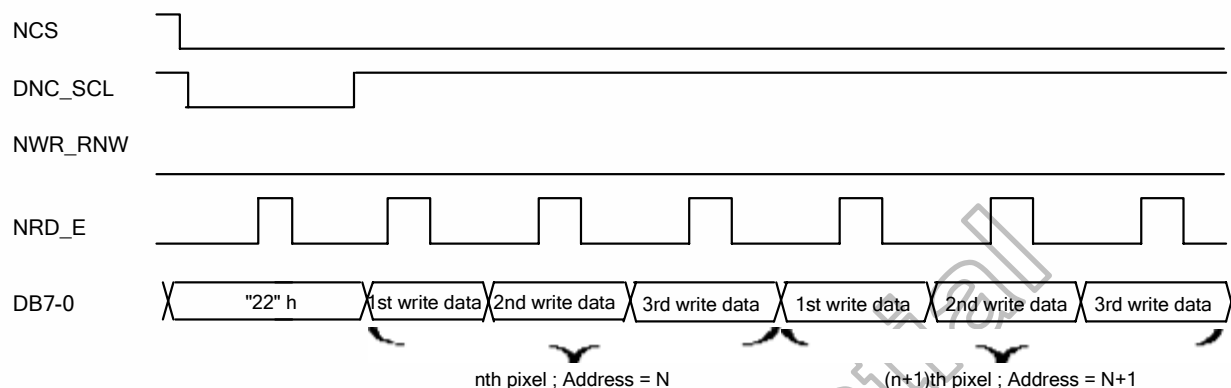 NCS
DNC_SCL
NWR_RNW
NRD_E
DB7-0 "22" h 1st write data 2nd write data 3rd write data 1st write data 2nd write data 3rd write data
nth pixel ; Address = N (n+1)th pixel ; Address = N+1